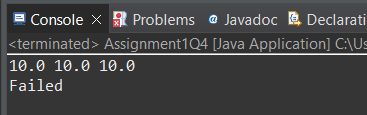 Console Problems @ Javadoc Declarati
<terminated> Assignment1Q4 [Java Application] C:\Us
10.0 10.0 10.0
Failed